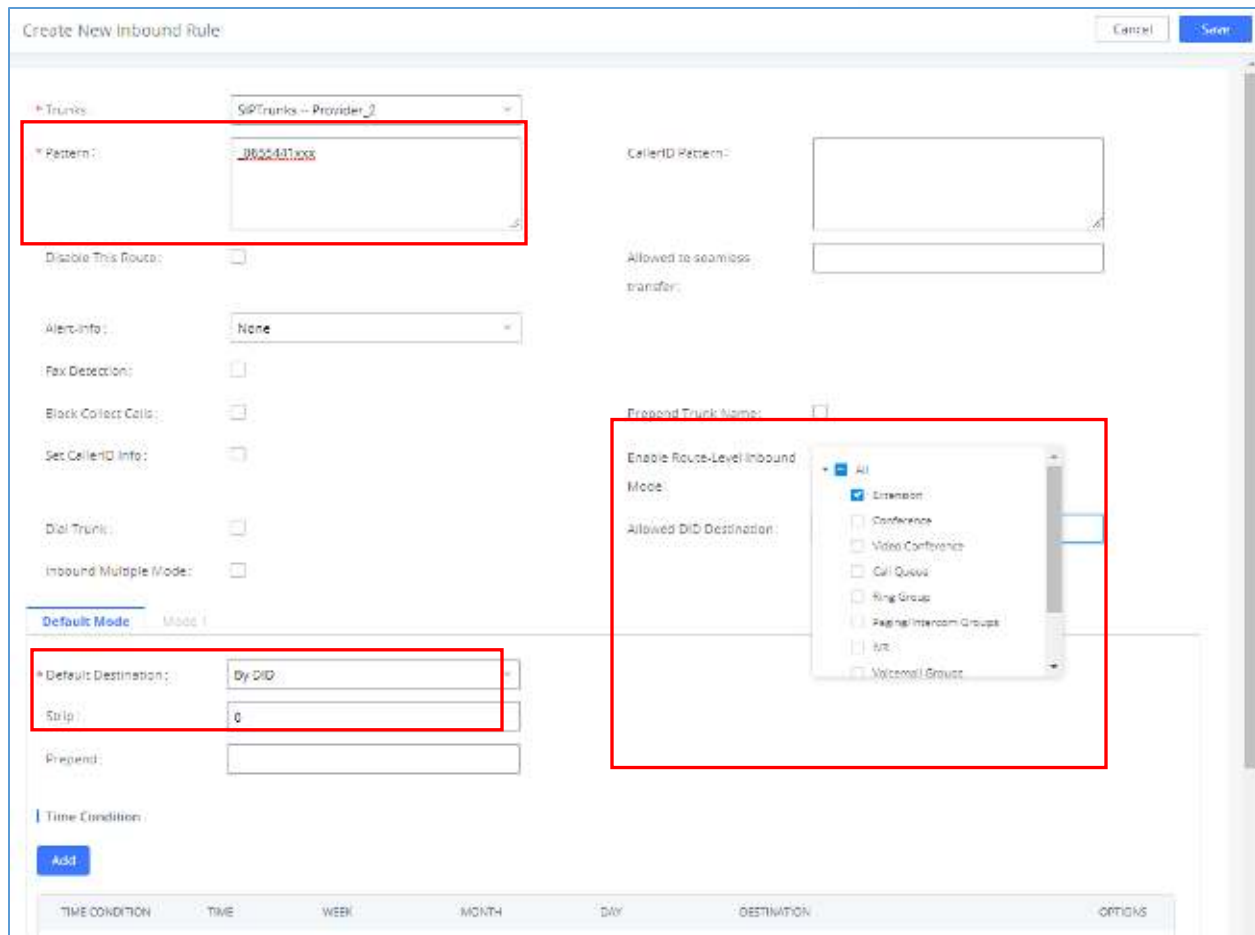 Create New Inbound Rule
Cancel
Save
* Trunks:
SIPTrunks -- Provider_2
* Pattern:
_0655441xxx
CallerID Pattern:
Disable This Route:
Allowed to seamless
transfer:
Alert-Info:
None
Fax Detection:
Block Collect Calls:
Prepend Trunk Name:
Set CallerID Info:
Enable Route-Level Inbound
Mode
All
Extension
Dial Trunk:
Allowed DID Destination:
Conference
Video Conference
Inbound Multiple Mode:
Call Queue
Ring Group
Default Mode
Mode 1
Paging/Intercom Groups
IVR
Voicemail Groups
* Default Destination:
By DID
Strip:
0
Prepend:
Time Condition
Add
TIME CONDITION TIME WEEK MONTH DAY DESTINATION OPTIONS